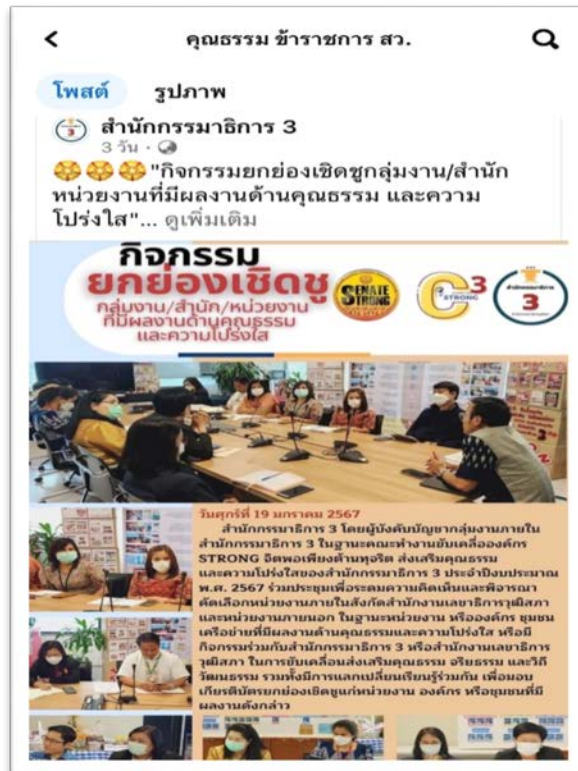 คุณธรรม ข้าราชการ สว.
โพสต์ รูปภาพ
สำนักกรรมาธิการ 3
3 วัน ·
"กิจกรรมยกย่องเชิดชูกลุ่มงาน/สำนัก
หน่วยงานที่มีผลงานด้านคุณธรรม และความ
โปร่งใส"... ดูเพิ่มเติม
กิจกรรม
ยกย่องเชิดชู
กลุ่มงาน/สำนัก/หน่วยงาน
ที่มีผลงานด้านคุณธรรม
และความโปร่งใส
SENATE
STRONG
C3
STRONG
สำนักกรรมาธิการ
3
วันศุกร์ที่ 19 มกราคม 2567
สำนักกรรมาธิการ 3 โดยผู้บังคับบัญชากลุ่มงานภายใน
สำนักกรรมาธิการ 3 ในฐานะคณะทำงานขับเคลื่อองค์กร
STRONG จิตพอเพียงต้านทุจริต ส่งเสริมคุณธรรม
และความโปร่งใสของสำนักกรรมาธิการ 3 ประจำปีงบประมาณ
พ.ศ. 2567 ร่วมประชุมเพื่อระดมความคิดเห็นและพิจารณา
คัดเลือกหน่วยงานภายในสังกัดสำนักงานเลขาธิการวุฒิสภา
และหน่วยงานภายนอก ในฐานะหน่วย หรือองค์กร ชุมชน
เครือข่ายที่มีผลงานด้านคุณธรรมและความโปร่งใส หรือมี
กิจกรรมร่วมกับสำนักกรรมาธิการ 3 หรือสำนักงานเลขาธิการ
วุฒิสภา ในการขับเคลื่อนส่งเสริมคุณธรรม จริยธรรม และวิถี
วัฒนธรรม รวมทั้งมีการแลกเปลี่ยนเรียนรู้ร่วมกัน เพื่อมอบ
เกียรติบัตรยกย่องเชิดชูแก่หน่วยงาน องค์กร หรือชุมชนที่มี
ผลงานดังกล่าว